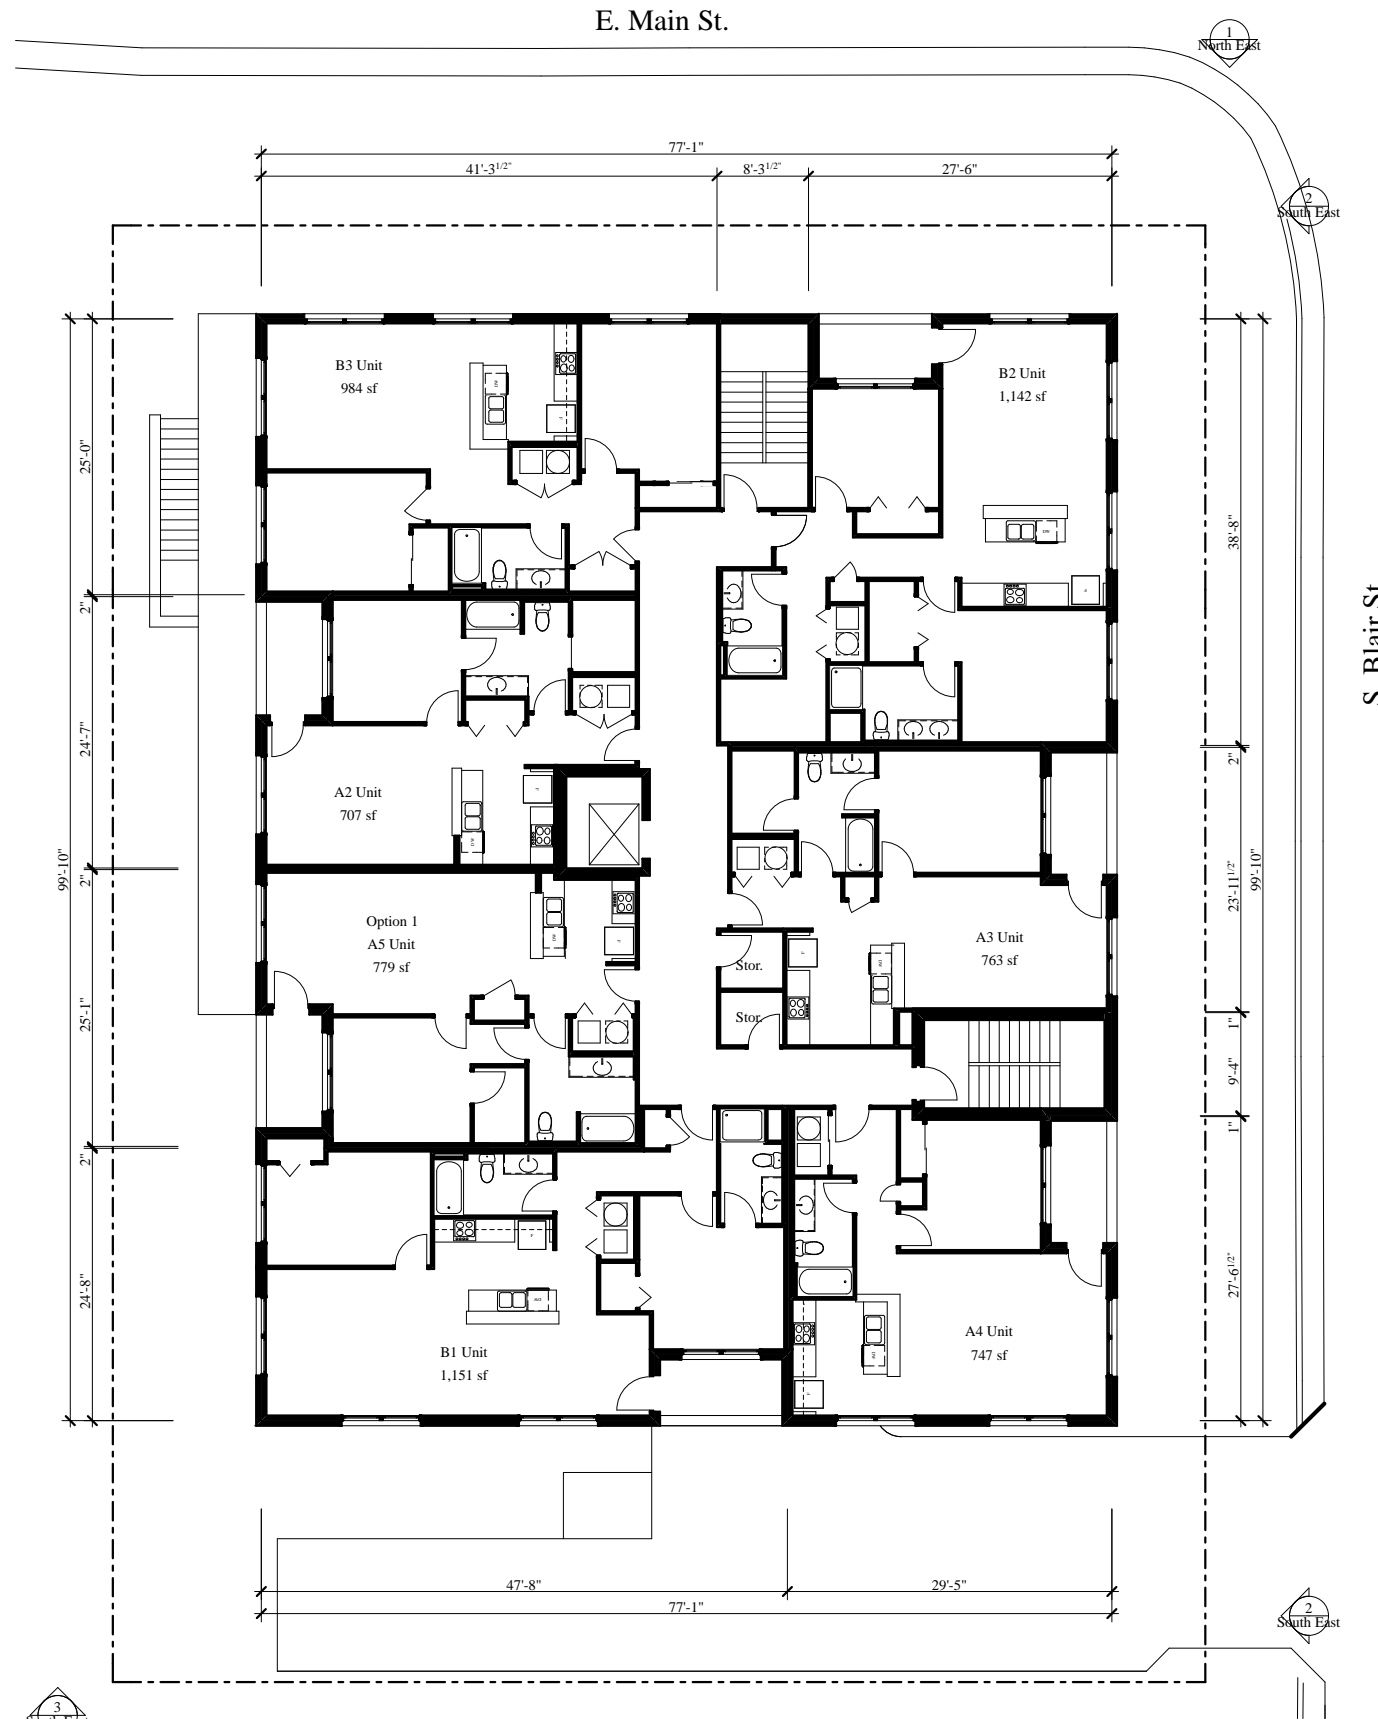 E. Main St.
1
North East
77'-1"
41'-3 1/2"
8'-3 1/2"
27'-6"
2
South East
B3 Unit
984 sf
B2 Unit
1,142 sf
25'-0"
38'-8"
2"
S. Blair St.
24'-7"
A2 Unit
707 sf
2"
99'-10"
2"
23'-11 1/2"
99'-10"
Option 1
A5 Unit
779 sf
A3 Unit
763 sf
Stor.
Stor.
25'-1"
1"
9'-4"
1"
2"
24'-8"
27'-6 1/2"
B1 Unit
1,151 sf
A4 Unit
747 sf
47'-8"
29'-5"
77'-1"
2
South East
3
South East